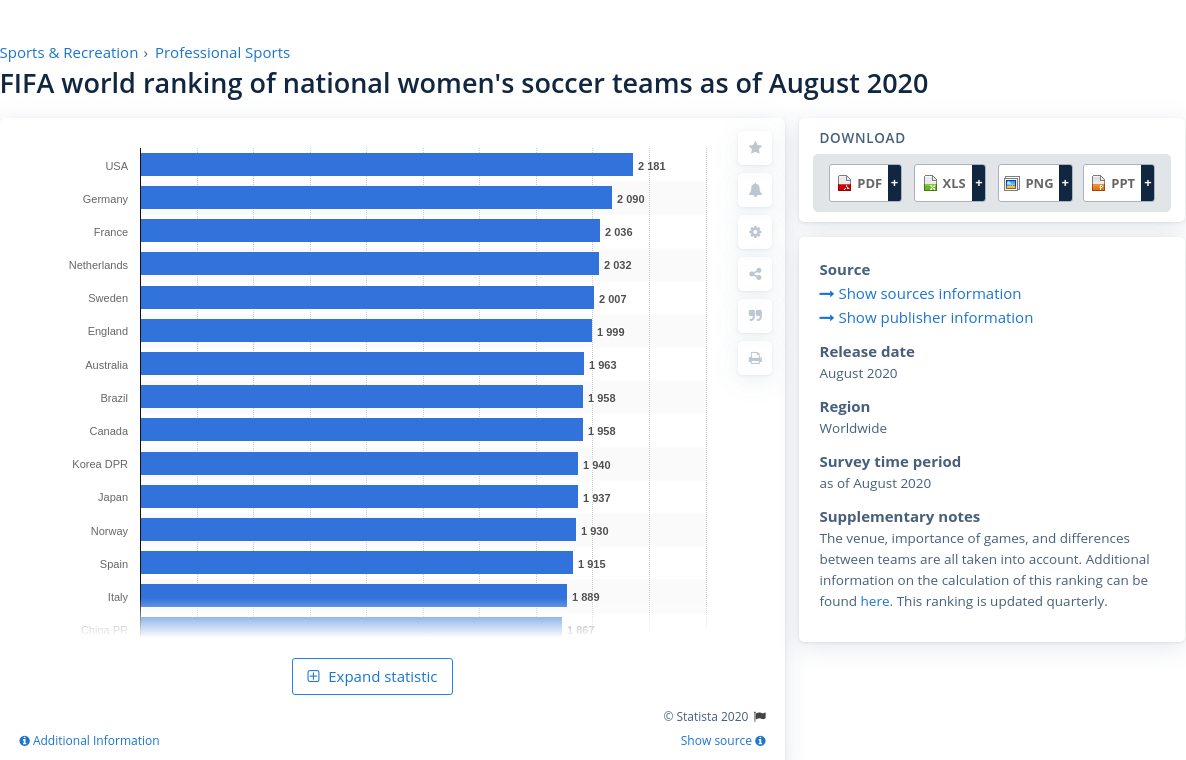 Sports & Recreation › Professional Sports
FIFA world ranking of national women's soccer teams as of August 2020
USA 2 181
Germany 2 090
France 2 036
Netherlands 2 032
Sweden 2 007
England 1 999
Australia 1 963
Brazil 1 958
Canada 1 958
Korea DPR 1 940
Japan 1 937
Norway 1 930
Spain 1 915
Italy 1 889
China PR 1 867
Expand statistic
© Statista 2020
Additional Information
Show source
DOWNLOAD
PDF + XLS + PNG + PPT +
Source
Show sources information
Show publisher information
Release date
August 2020
Region
Worldwide
Survey time period
as of August 2020
Supplementary notes
The venue, importance of games, and differences
between teams are all taken into account. Additional
information on the calculation of this ranking can be
found here. This ranking is updated quarterly.